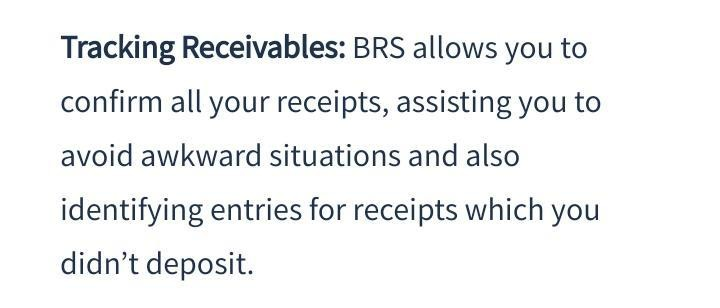 Tracking Receivables: BRS allows you to
confirm all your receipts, assisting you to
avoid awkward situations and also
identifying entries for receipts which you
didn’t deposit.